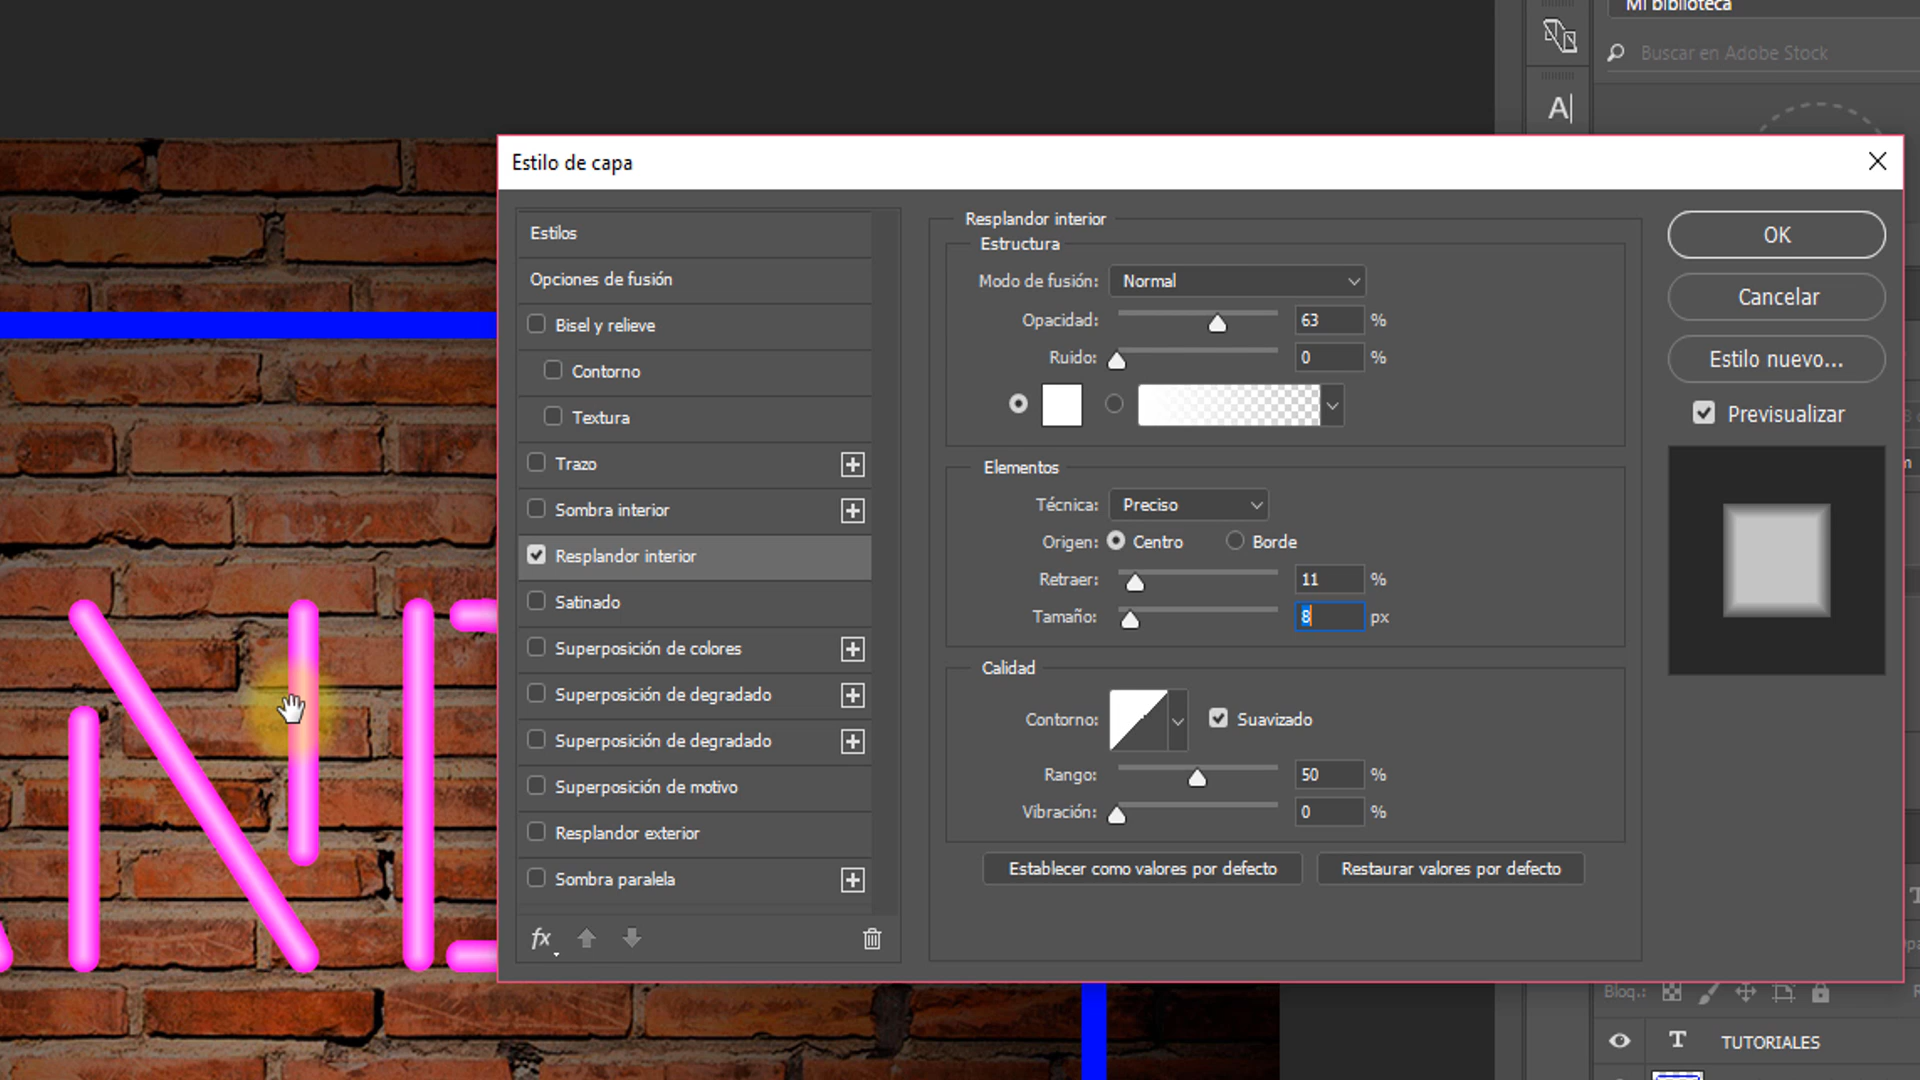 Mi biblioteca
Buscar en Adobe Stock
A
Estilo de capa
Estilos
Opciones de fusión
Bisel y relieve
Contorno
Textura
Trazo
Sombra interior
Resplandor interior
Satinado
Superposición de colores
Superposición de degradado
Superposición de degradado
Superposición de motivo
Resplandor exterior
Sombra paralela
fx
Resplandor interior
Estructura
Modo de fusión: Normal
Opacidad: 63 %
Ruido: 0 %
Elementos
Técnica: Preciso
Origen: Centro Borde
Retraer: 11 %
Tamaño: 8 px
Calidad
Contorno: Suavizado
Rango: 50 %
Vibración: 0 %
Establecer como valores por defecto Restaurar valores por defecto
OK
Cancelar
Estilo nuevo...
Previsualizar
Bloq.:
T TUTORIALES